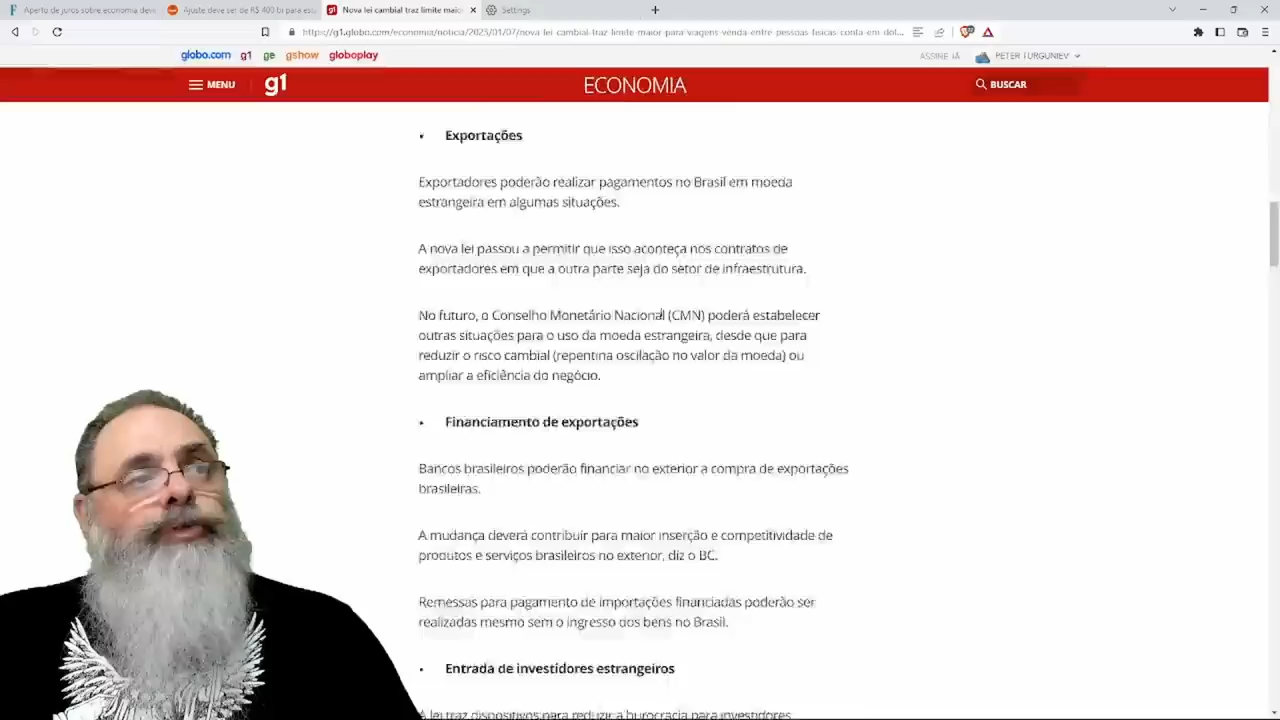 Aperto de juros sobre economia deve
Ajuste deve ser de R$ 400 bi para esta
Nova lei cambial traz limite maior
Settings
https://g1.globo.com/economia/noticia/2023/01/07/nova-lei-cambial-traz-limite-maior-para-viagens-venda-entre-pessoas-fisicas-conta-em-dol...
globo.com g1 ge gshow globoplay
ASSINE JÁ
PETER TURGUNIEV
MENU
g1
ECONOMIA
BUSCAR
• Exportações
Exportadores poderão realizar pagamentos no Brasil em moeda
estrangeira em algumas situações.
A nova lei passou a permitir que isso aconteça nos contratos de
exportadores em que a outra parte seja do setor de infraestrutura.
No futuro, o Conselho Monetário Nacional (CMN) poderá estabelecer
outras situações para o uso da moeda estrangeira, desde que para
reduzir o risco cambial (repentina oscilação no valor da moeda) ou
ampliar a eficiência do negócio.
• Financiamento de exportações
Bancos brasileiros poderão financiar no exterior a compra de exportações
brasileiras.
A mudança deverá contribuir para maior inserção e competitividade de
produtos e serviços brasileiros no exterior, diz o BC.
Remessas para pagamento de importações financiadas poderão ser
realizadas mesmo sem o ingresso dos bens no Brasil.
• Entrada de investidores estrangeiros
A lei traz dispositivos para reduzir a burocracia para investidores